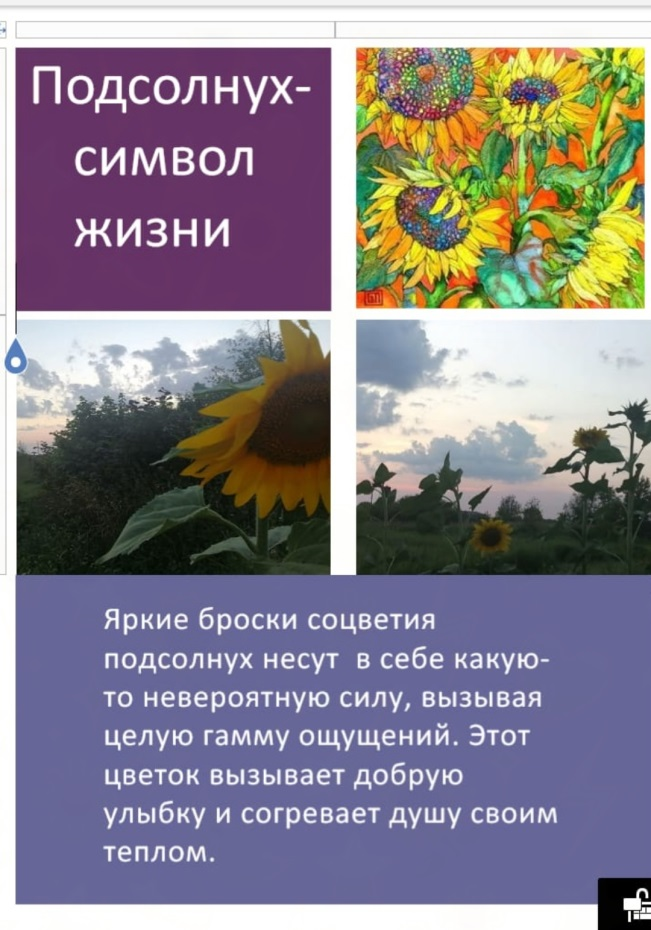 Подсолнух-
символ
жизни
Яркие броски соцветия
подсолнух несут в себе какую-
то невероятную силу, вызывая
целую гамму ощущений. Этот
цветок вызывает добрую
улыбку и согревает душу своим
теплом.